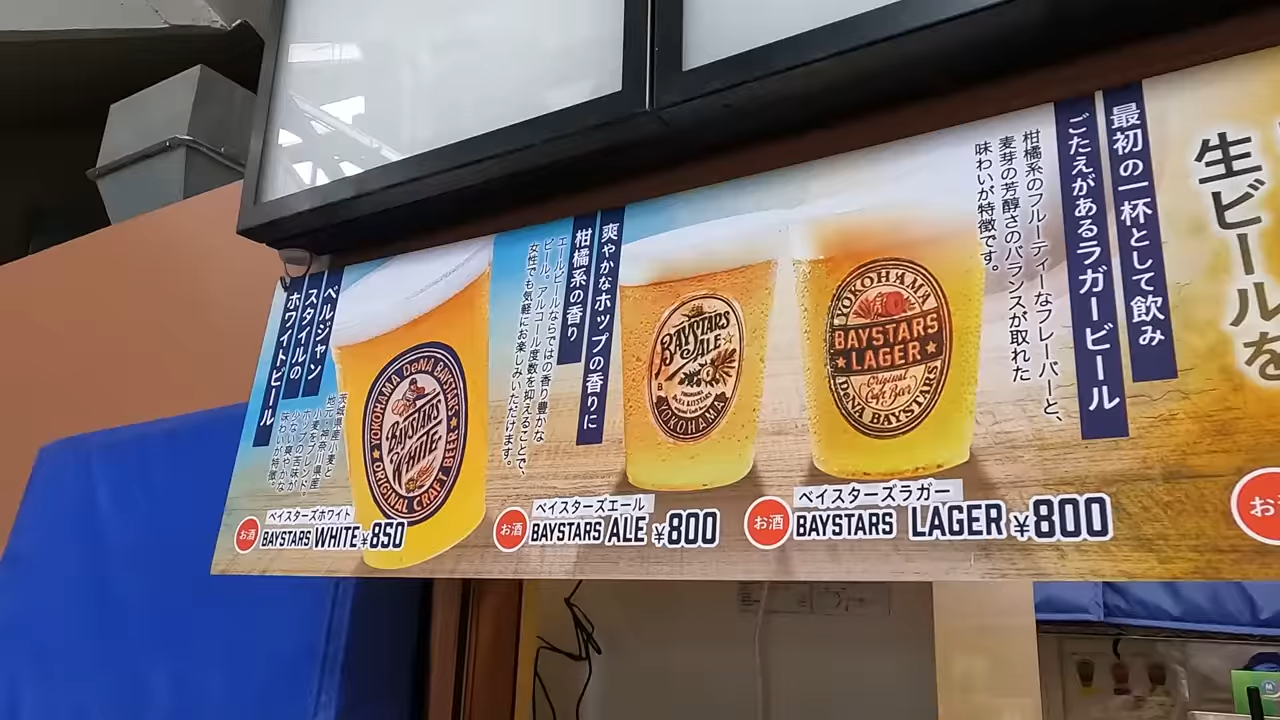 ベルジャン
スタイルの
ホワイトビール
茨城県産小麦と
地元・神奈川県産
小麦をブレンド。
ホップの苦味が
少ない爽やかな
味わいが特徴。
YOKOHAMA DeNA BAYSTARS
BAYSTARS
WHITE
ORIGINAL CRAFT BEER
お酒
ベイスターズホワイト
BAYSTARS WHITE ¥850
爽やかなホップの香りに
柑橘系の香り
エールビールならではの香り豊かな
ビール。アルコール度数を抑えることで、
女性でも気軽にお楽しみいただけます。
BAYSTARS
ALE
YOKOHAMA
お酒
ベイスターズエール
BAYSTARS ALE ¥800
最初の一杯として飲み
ごたえがあるラガービール
柑橘系のフルーティーなフレーバーと、
麦芽の芳醇さのバランスが取れた
味わいが特徴です。
YOKOHAMA
BAYSTARS
LAGER
Original
Craft Beer
DeNA BAYSTARS
お酒
ベイスターズラガー
BAYSTARS LAGER ¥800
生ビールを
お